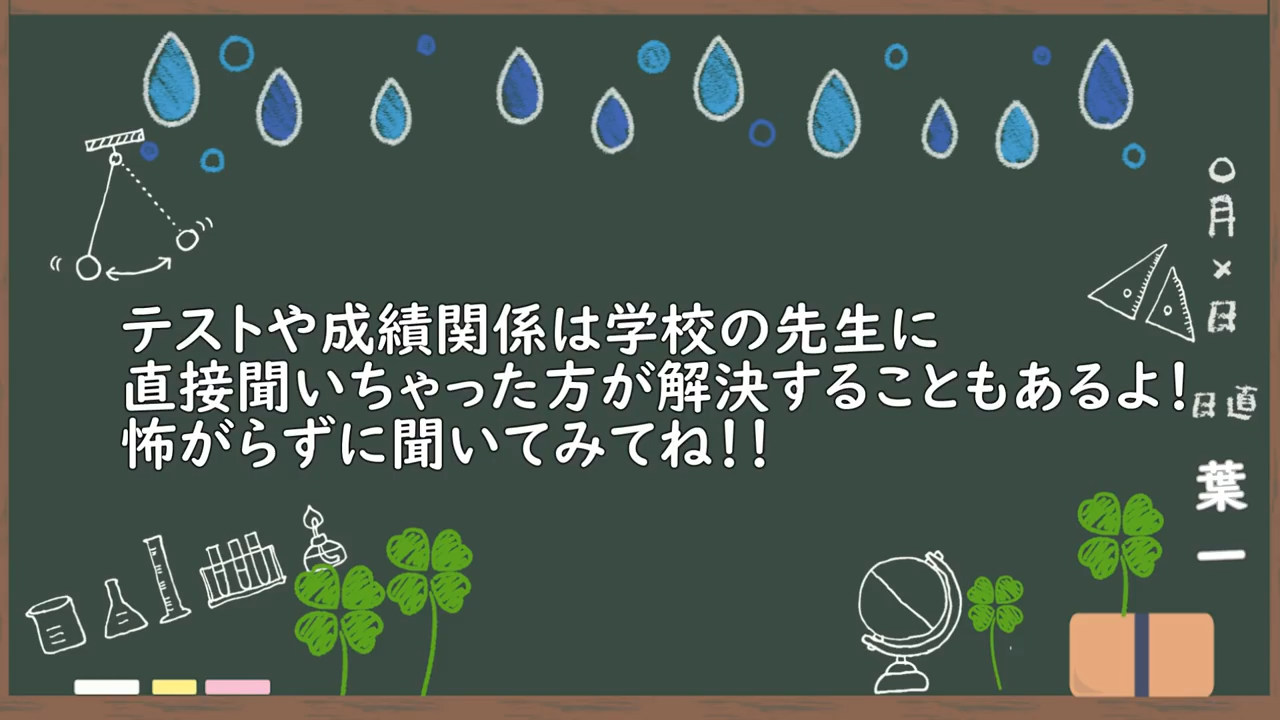 テストや成績関係は学校の先生に
直接聞いちゃった方が解決することもあるよ!
怖がらずに聞いてみてね!!
〇月×日
日直
葉一